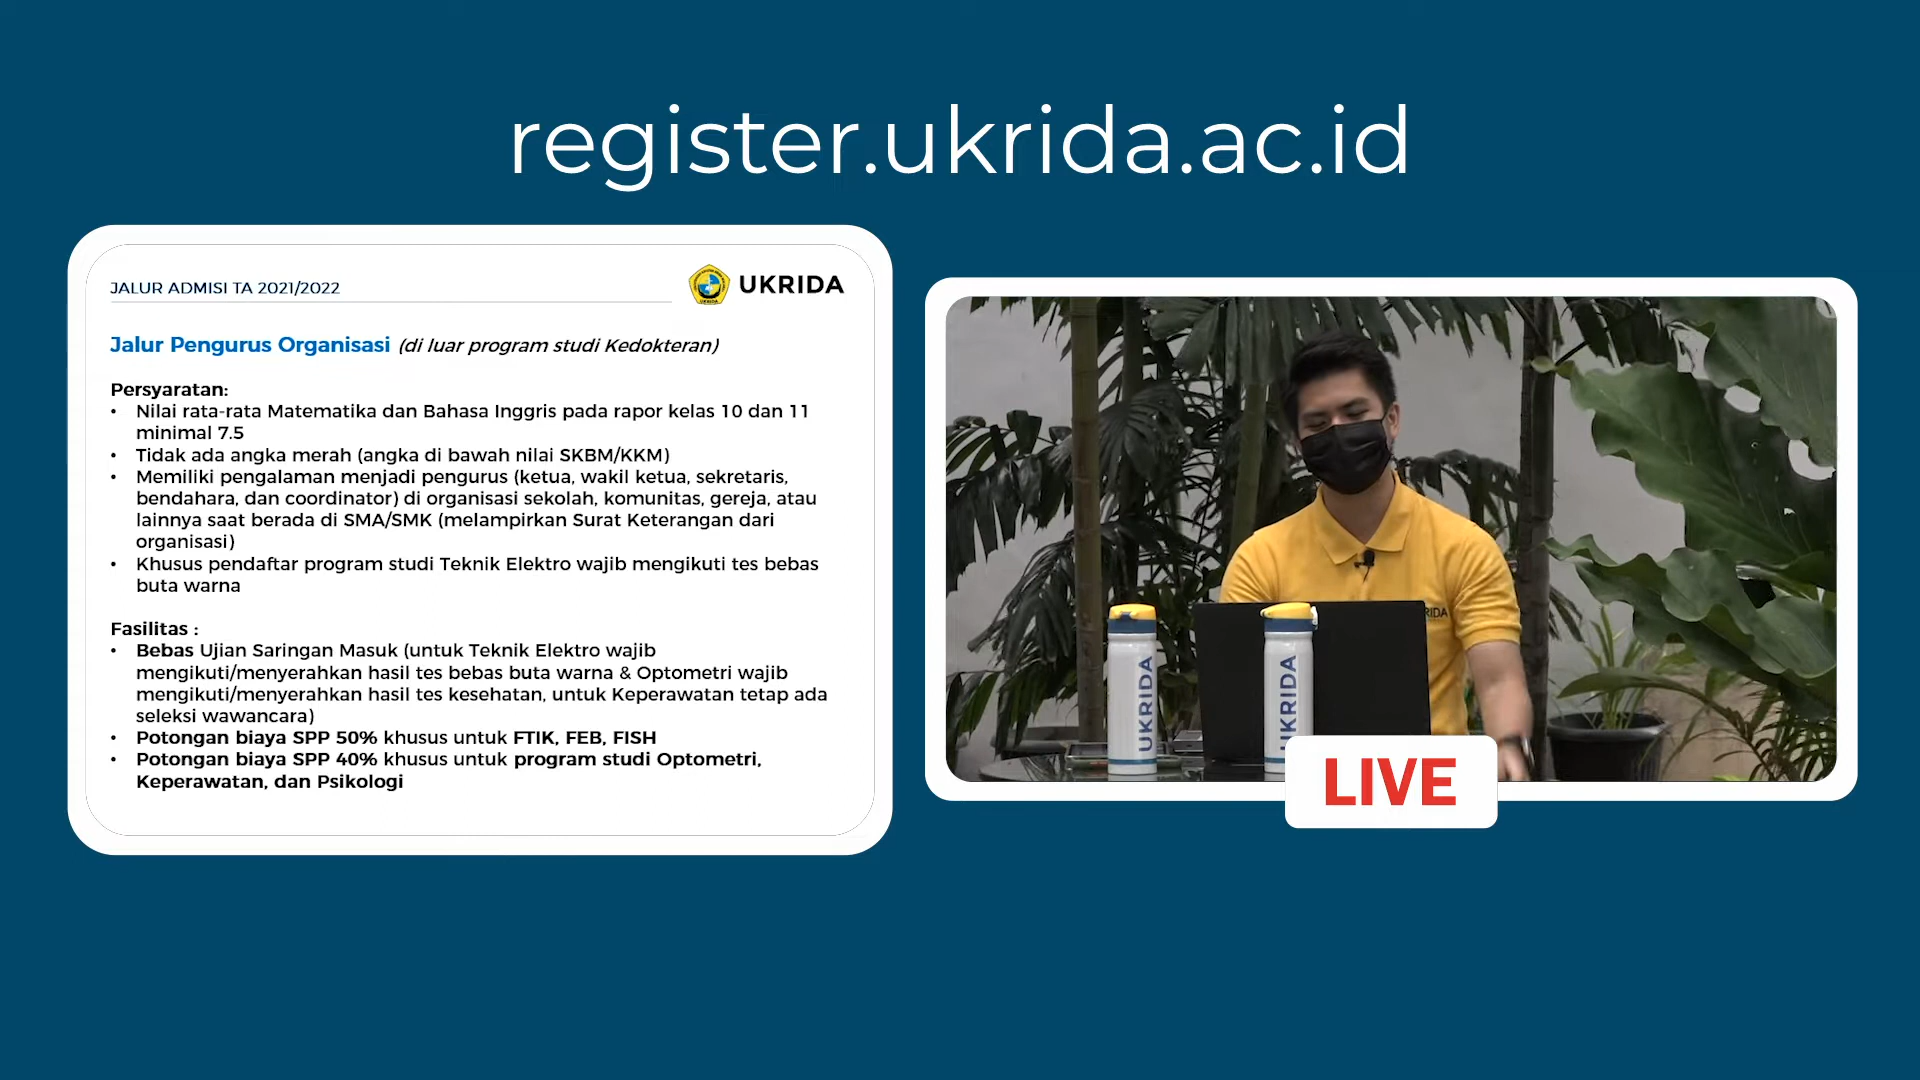 register.ukrida.ac.id
JALUR ADMISI TA 2021/2022
UKRIDA
Jalur Pengurus Organisasi (di luar program studi Kedokteran)
Persyaratan:
• Nilai rata-rata Matematika dan Bahasa Inggris pada rapor kelas 10 dan 11
minimal 7.5
• Tidak ada angka merah (angka di bawah nilai SKBM/KKM)
• Memiliki pengalaman menjadi pengurus (ketua, wakil ketua, sekretaris,
bendahara, dan coordinator) di organisasi sekolah, komunitas, gereja, atau
lainnya saat berada di SMA/SMK (melampirkan Surat Keterangan dari
organisasi)
• Khusus pendaftar program studi Teknik Elektro wajib mengikuti tes bebas
buta warna
Fasilitas :
• Bebas Ujian Saringan Masuk (untuk Teknik Elektro wajib
mengikuti/menyerahkan hasil tes bebas buta warna & Optometri wajib
mengikuti/menyerahkan hasil tes kesehatan, untuk Keperawatan tetap ada
seleksi wawancara)
• Potongan biaya SPP 50% khusus untuk FTIK, FEB, FISH
• Potongan biaya SPP 40% khusus untuk program studi Optometri,
Keperawatan, dan Psikologi
UKRIDA
UKRIDA
LIVE